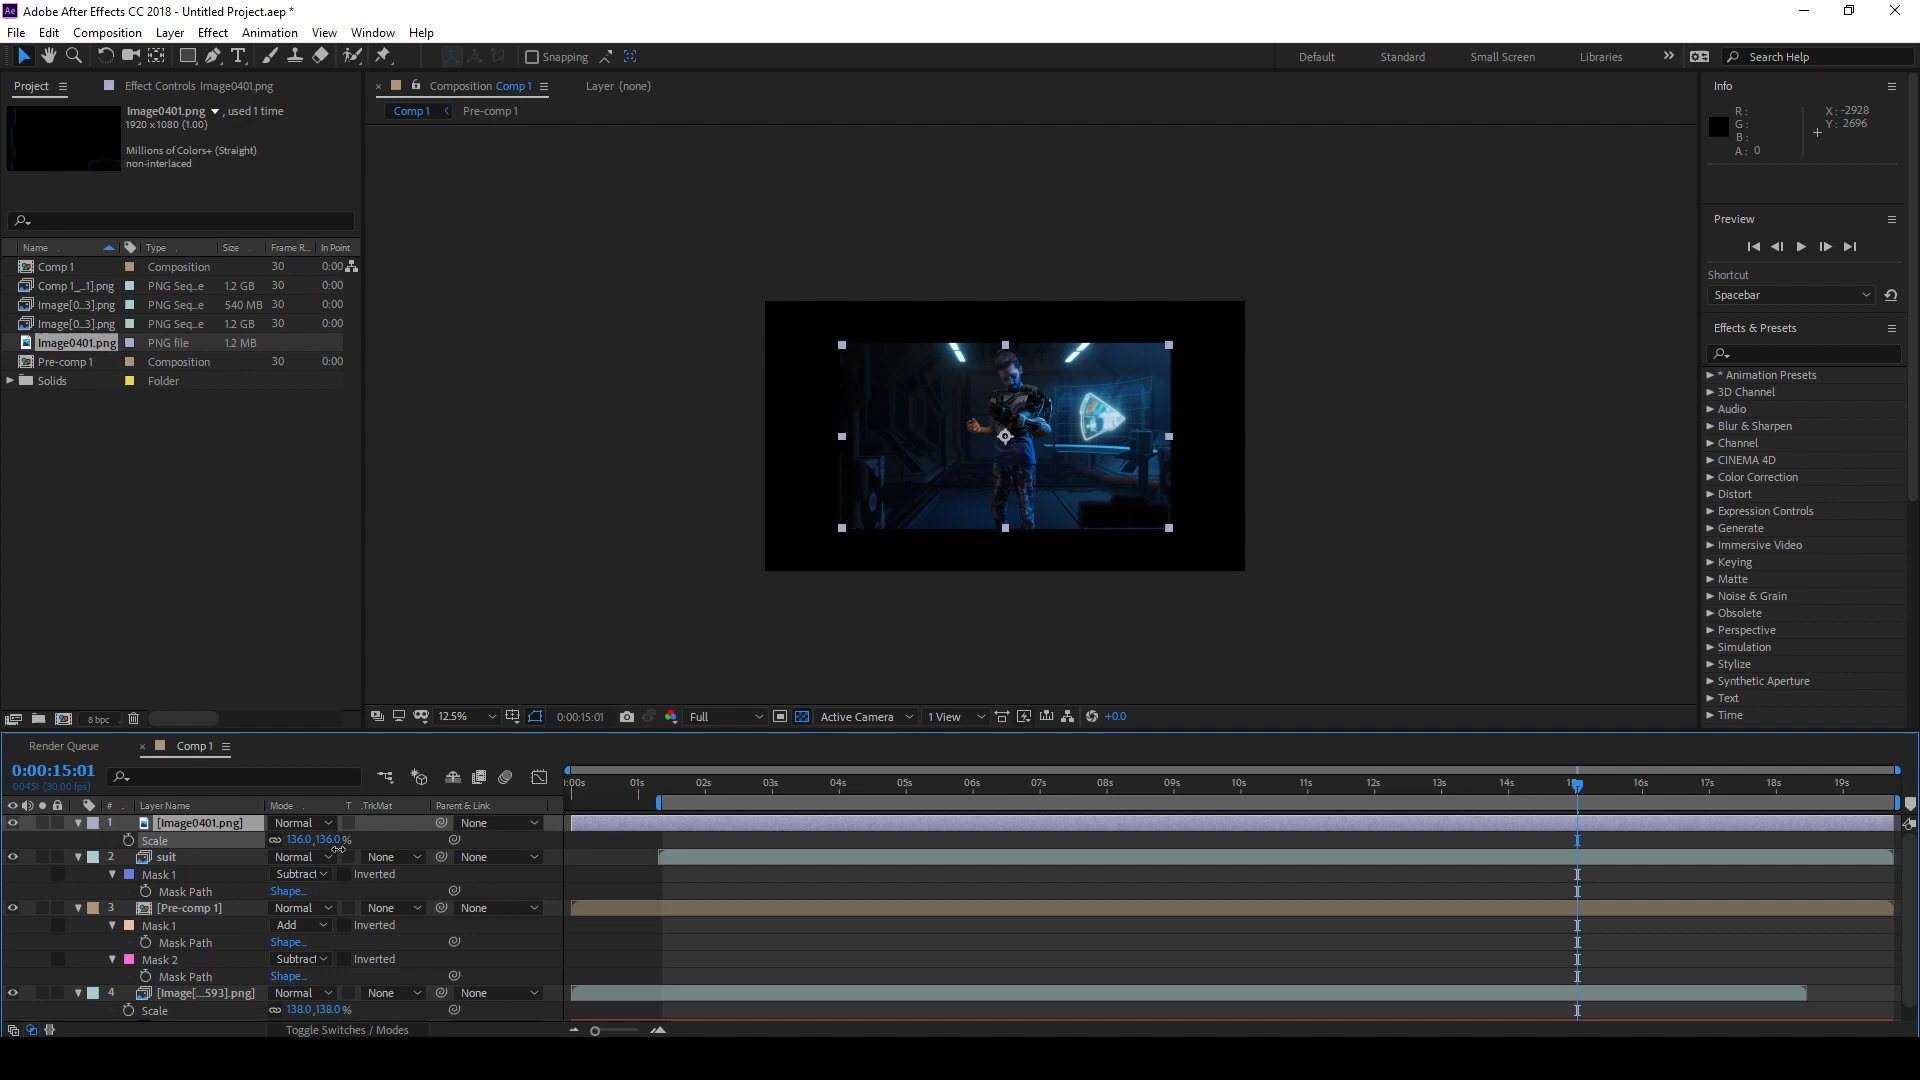 Adobe After Effects CC 2018 - Untitled Project.aep *
File Edit Composition Layer Effect Animation View Window Help
Snapping Default Standard Small Screen Libraries Search Help
Project Effect Controls Image0401.png
Image0401.png , used 1 time
1920 x 1080 (1.00)
Millions of Colors+ (Straight)
non-interlaced
Name Type Size Frame R... In Point
Comp 1 Composition 30 0:00
Comp 1_...1].png PNG Seq...e 1.2 GB 30 0:00
Image[0...3].png PNG Seq...e 540 MB 30 0:00
Image[0...3].png PNG Seq...e 1.2 GB 30 0:00
Image0401.png PNG file 1.2 MB
Pre-comp 1 Composition 30 0:00
Solids Folder
8 bpc
Composition Comp 1 Layer (none)
Comp 1 Pre-comp 1
12.5% 0:00:15:01 Full Active Camera 1 View +0.0
Info
R:
G:
B:
A: 0
X: -2928
Y: 2696
Preview
Shortcut
Spacebar
Effects & Presets
* Animation Presets
3D Channel
Audio
Blur & Sharpen
Channel
CINEMA 4D
Color Correction
Distort
Expression Controls
Generate
Immersive Video
Keying
Matte
Noise & Grain
Obsolete
Perspective
Simulation
Stylize
Synthetic Aperture
Text
Time
Render Queue Comp 1
0:00:15:01
00451 (30.00 fps)
:00s 01s 02s 03s 04s 05s 06s 07s 08s 09s 10s 11s 12s 13s 14s 16s 17s 18s 19s
# Layer Name Mode T .TrkMat Parent & Link
1 [Image0401.png] Normal None
Scale 136.0,136.0 %
2 suit Normal None None
Mask 1 Subtract Inverted
Mask Path Shape...
3 [Pre-comp 1] Normal None None
Mask 1 Add Inverted
Mask Path Shape...
Mask 2 Subtract Inverted
Mask Path Shape...
4 [Image[...593].png] Normal None None
Scale 138.0,138.0 %
Toggle Switches / Modes